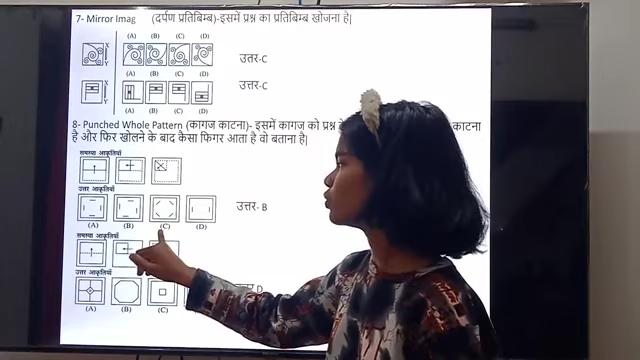 7- Mirror Imag (दर्पण प्रतिबिम्ब)-इसमें प्रश्न का प्रतिबिम्ब खोजना है|
(A) (B) (C) (D)
X
Y
उतर-C
(A) (B) (C) (D)
X
Y
उत्तर-C
(A) (B) (C) (D)
8- Punched Whole Pattern (कागज काटना)- इसमें कागज को प्रश्न काटना
है और फिर खोलने के बाद कैसा फिगर आता है वो बताना है|
समस्या आकृतियाँ
उत्तर आकृतियाँ
(A) (B) (C) (D)
उत्तर- B
समस्या आकृतियाँ
उत्तर आकृतियाँ
(A) (B) (C)
D